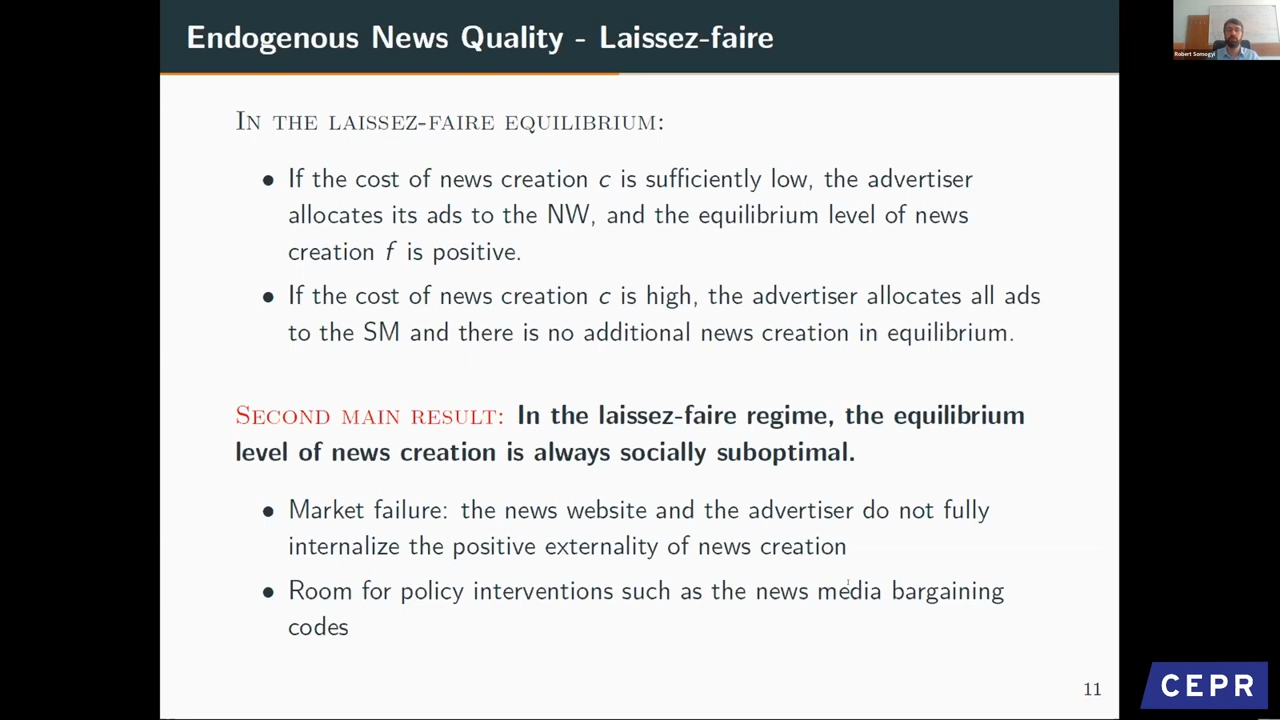 Endogenous News Quality - Laissez-faire
Robert Somogyi
In the laissez-faire equilibrium:
• If the cost of news creation c is sufficiently low, the advertiser
allocates its ads to the NW, and the equilibrium level of news
creation f is positive.
• If the cost of news creation c is high, the advertiser allocates all ads
to the SM and there is no additional news creation in equilibrium.
Second main result: In the laissez-faire regime, the equilibrium
level of news creation is always socially suboptimal.
• Market failure: the news website and the advertiser do not fully
internalize the positive externality of news creation
• Room for policy interventions such as the news media bargaining
codes
11
CEPR